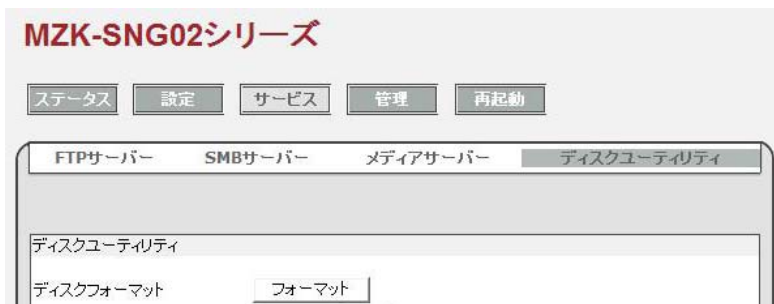 MZK-SNG02シリーズ
ステータス 設定 サービス 管理 再起動
FTPサーバー SMBサーバー メディアサーバー ディスクユーティリティ
ディスクユーティリティ
ディスクフォーマット フォーマット